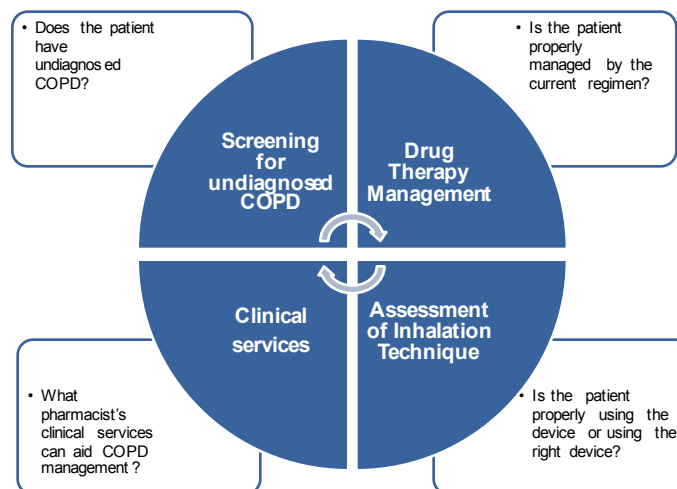 • Does the patient
have
undiagnosed
COPD?
• Is the patient
properly
managed by the
current regimen?
Screening
for
undiagnosed
COPD
Drug
Therapy
Management
Clinical
services
Assessment
of Inhalation
Technique
• What
pharmacist's
clinical services
can aid COPD
management?
• Is the patient
properly using the
device or using the
right device?